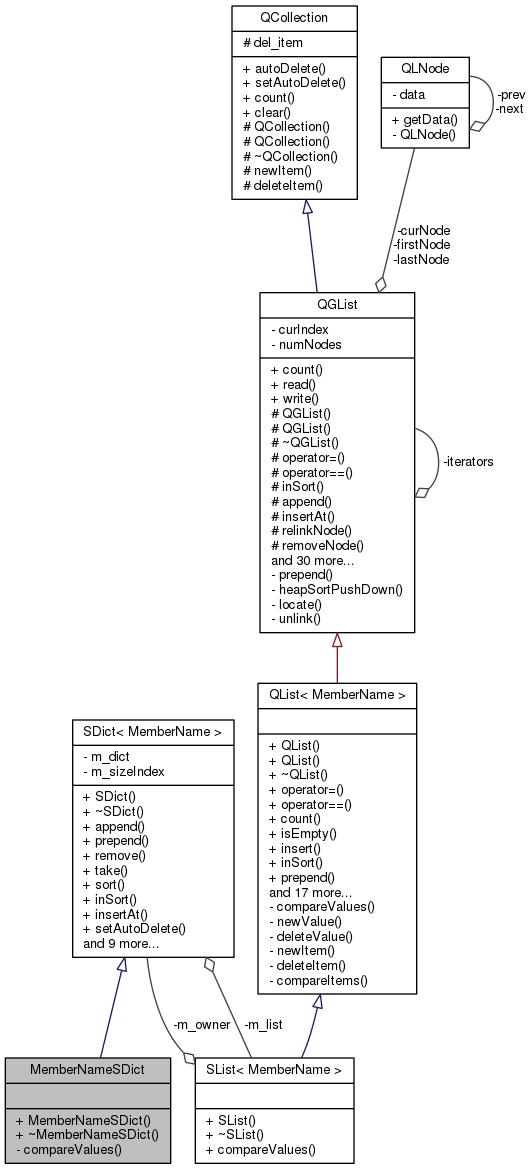 QCollection
# del_item
+ autoDelete()
+ setAutoDelete()
+ count()
+ clear()
# QCollection()
# QCollection()
# ~QCollection()
# newItem()
# deleteItem()
QLNode
- data
+ getData()
- QLNode()
-prev
-next
-curNode
-firstNode
-lastNode
QGList
- curIndex
- numNodes
+ count()
+ read()
+ write()
# QGList()
# QGList()
# ~QGList()
# operator=()
# operator==()
# inSort()
# append()
# insertAt()
# relinkNode()
# removeNode()
and 30 more...
- prepend()
- heapSortPushDown()
- locate()
- unlink()
-iterators
QList< MemberName >
+ QList()
+ QList()
+ ~QList()
+ operator=()
+ operator==()
+ count()
+ isEmpty()
+ insert()
+ inSort()
+ prepend()
and 17 more...
- compareValues()
- newValue()
- deleteValue()
- newItem()
- deleteItem()
- compareItems()
SDict< MemberName >
- m_dict
- m_sizeIndex
+ SDict()
+ ~SDict()
+ append()
+ prepend()
+ remove()
+ take()
+ sort()
+ inSort()
+ insertAt()
+ setAutoDelete()
and 9 more...
-m_owner
-m_list
MemberNameSDict
+ MemberNameSDict()
+ ~MemberNameSDict()
- compareValues()
SList< MemberName >
+ SList()
+ ~SList()
+ compareValues()